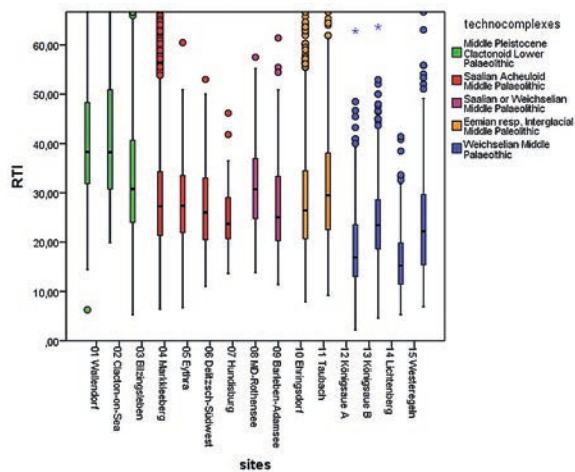 technocomplexes
Middle Pleistocene
Clactonoid Lower
Palaeolithic
Saalian Acheuloid
Middle Palaeolithic
Saalian or Weichselian
Middle Palaeolithic
Eemian resp. Interglacial
Middle Paleolithic
Weichselian Middle
Palaeothic
RTI
60,00
50,00
40,00
30,00
20,00
10,00
,00
01 Wallendorf
02 Clacton-on-Sea
03 Bilzingsleben
04 Markkleeberg
05 Eythra
06 Delitzsch-Südwest
07 Hundisburg
08 MD-Rothensee
09 Barleben-Adamsee
10 Ehringsdorf
11 Taubach
12 Königsaue A
13 Königsaue B
14 Lichtenberg
15 Westeregeln
sites